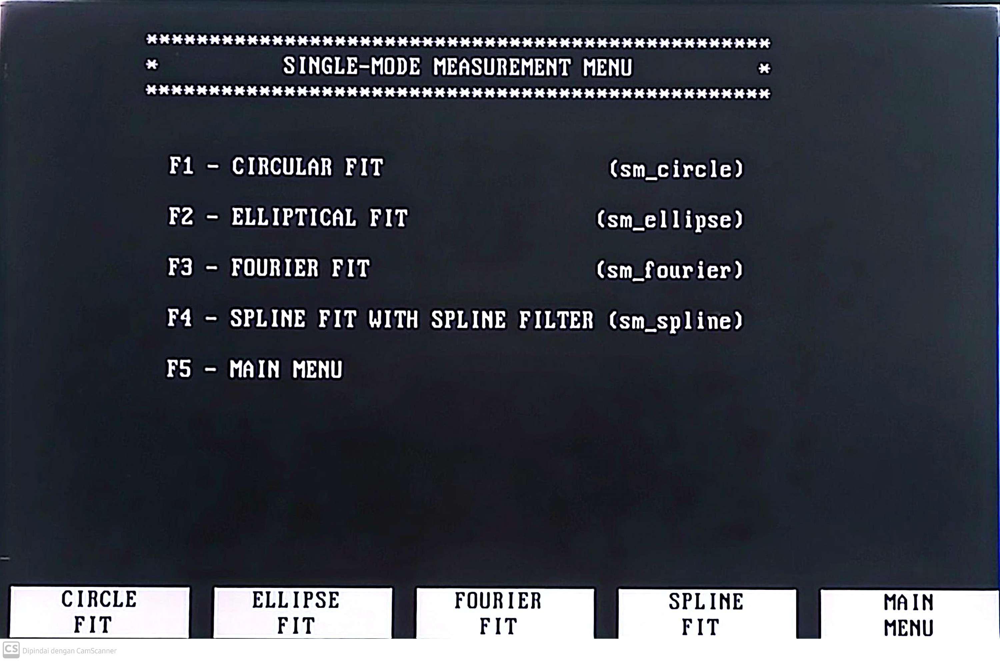 **************************************************
* SINGLE-MODE MEASUREMENT MENU *
**************************************************
F1 - CIRCULAR FIT (sm_circle)
F2 - ELLIPTICAL FIT (sm_ellipse)
F3 - FOURIER FIT (sm_fourier)
F4 - SPLINE FIT WITH SPLINE FILTER (sm_spline)
F5 - MAIN MENU
CIRCLE
FIT
ELLIPSE
FIT
FOURIER
FIT
SPLINE
FIT
MAIN
MENU
CS Dipindai dengan CamScanner